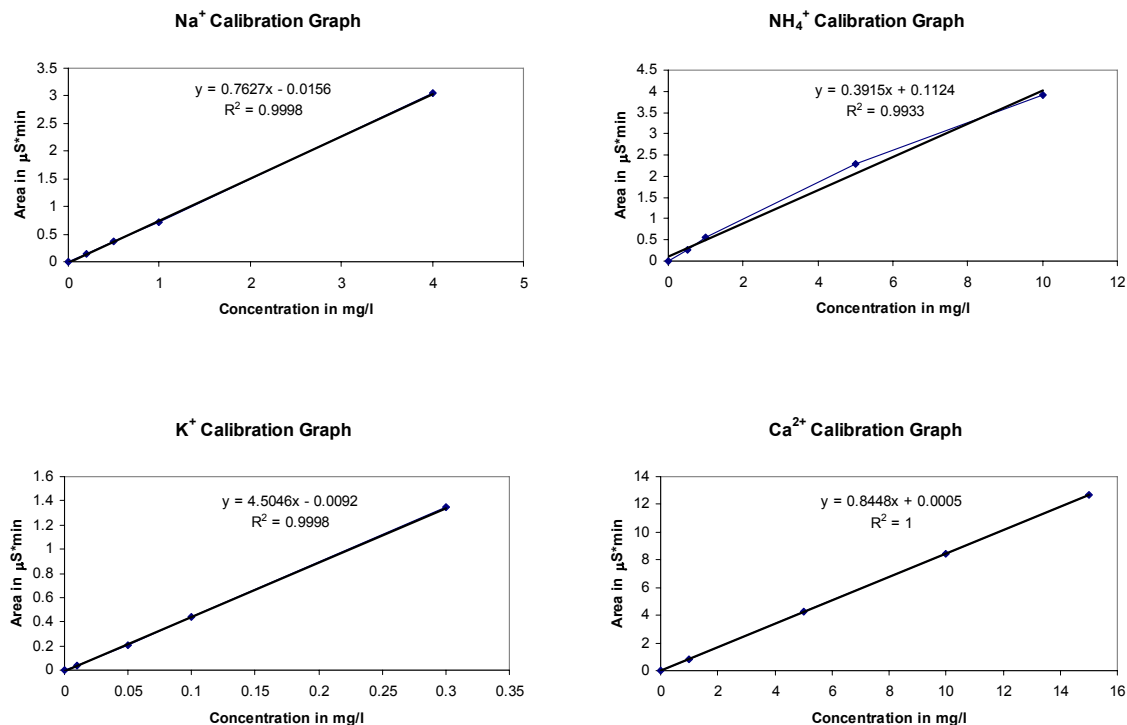 Na⁺ Calibration Graph
y = 0.7627x - 0.0156
R² = 0.9998
3.5
3
2.5
2
1.5
1
0.5
0
Area in μS*min
0 1 2 3 4 5
Concentration in mg/l
NH₄⁺ Calibration Graph
y = 0.3915x + 0.1124
R² = 0.9933
4.5
4
3.5
3
2.5
2
1.5
1
0.5
0
Area in μS*min
0 2 4 6 8 10 12
Concentration in mg/l
K⁺ Calibration Graph
y = 4.5046x - 0.0092
R² = 0.9998
1.6
1.4
1.2
1
0.8
0.6
0.4
0.2
0
Area in μS*min
0 0.05 0.1 0.15 0.2 0.25 0.3 0.35
Concentration in mg/l
Ca²⁺ Calibration Graph
y = 0.8448x + 0.0005
R² = 1
14
12
10
8
6
4
2
0
Area in μS*min
0 2 4 6 8 10 12 14 16
Concentration in mg/l